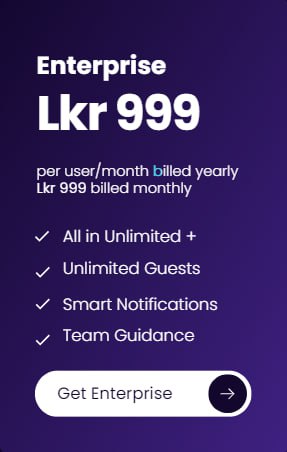 Enterprise
Lkr 999
per user/month billed yearly
Lkr 999 billed monthly
All in Unlimited +
Unlimited Guests
Smart Notifications
Team Guidance
Get Enterprise